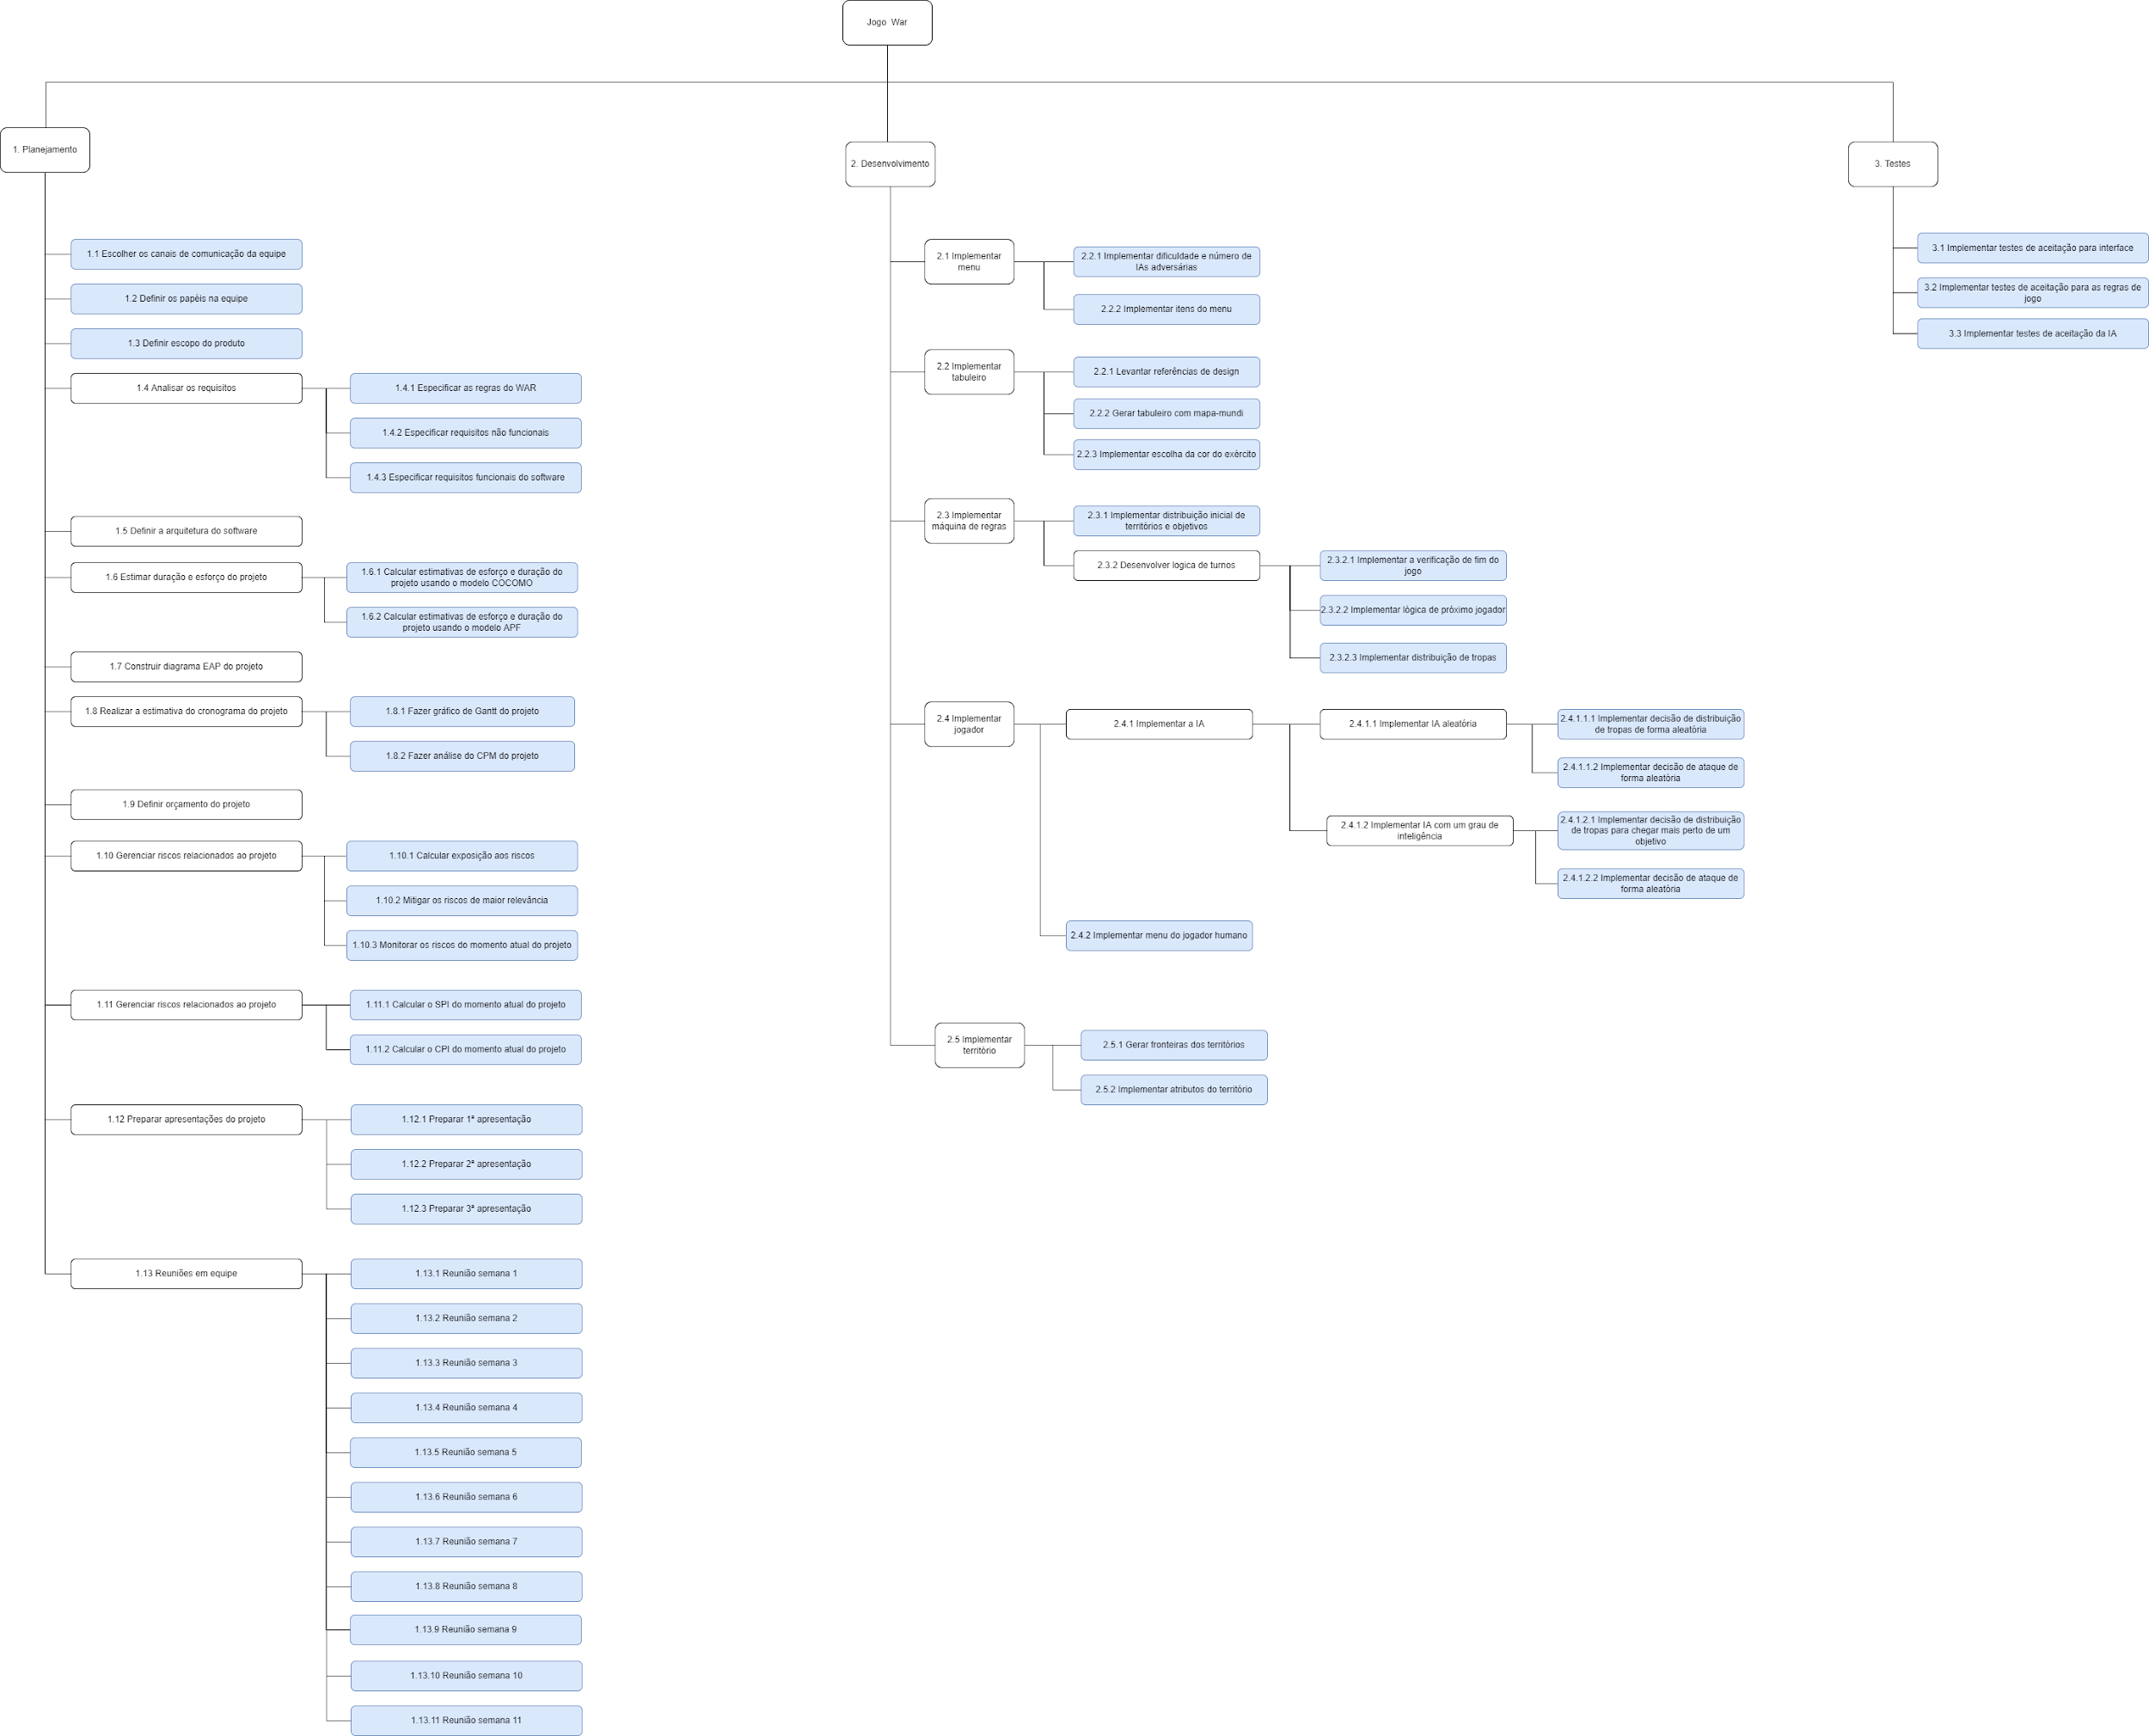 Jogo War
1. Planejamento
1.1 Escolher os canais de comunicação da equipe
1.2 Definir os papéis na equipe
1.3 Definir escopo do produto
1.4 Analisar os requisitos
1.4.1 Especificar as regras do WAR
1.4.2 Especificar requisitos não funcionais
1.4.3 Especificar requisitos funcionais do software
1.5 Definir a arquitetura do software
1.6 Estimar duração e esforço do projeto
1.6.1 Calcular estimativas de esforço e duração do
projeto usando o modelo COCOMO
1.6.2 Calcular estimativas de esforço e duração do
projeto usando o modelo APF
1.7 Construir diagrama EAP do projeto
1.8 Realizar a estimativa do cronograma do projeto
1.8.1 Fazer gráfico de Gantt do projeto
1.8.2 Fazer análise do CPM do projeto
1.9 Definir orçamento do projeto
1.10 Gerenciar riscos relacionados ao projeto
1.10.1 Calcular exposição aos riscos
1.10.2 Mitigar os riscos de maior relevância
1.10.3 Monitorar os riscos do momento atual do projeto
1.11 Gerenciar riscos relacionados ao projeto
1.11.1 Calcular o SPI do momento atual do projeto
1.11.2 Calcular o CPI do momento atual do projeto
1.12 Preparar apresentações do projeto
1.12.1 Preparar 1ª apresentação
1.12.2 Preparar 2ª apresentação
1.12.3 Preparar 3ª apresentação
1.13 Reuniões em equipe
1.13.1 Reunião semana 1
1.13.2 Reunião semana 2
1.13.3 Reunião semana 3
1.13.4 Reunião semana 4
1.13.5 Reunião semana 5
1.13.6 Reunião semana 6
1.13.7 Reunião semana 7
1.13.8 Reunião semana 8
1.13.9 Reunião semana 9
1.13.10 Reunião semana 10
1.13.11 Reunião semana 11
2. Desenvolvimento
2.1 Implementar
menu
2.2.1 Implementar dificuldade e número de
IAs adversárias
2.2.2 Implementar itens do menu
2.2 Implementar
tabuleiro
2.2.1 Levantar referências de design
2.2.2 Gerar tabuleiro com mapa-mundi
2.2.3 Implementar escolha da cor do exército
2.3 Implementar
máquina de regras
2.3.1 Implementar distribuição inicial de
territórios e objetivos
2.3.2 Desenvolver logica de turnos
2.3.2.1 Implementar a verificação de fim do
jogo
2.3.2.2 Implementar lógica de próximo jogador
2.3.2.3 Implementar distribuição de tropas
2.4 Implementar
jogador
2.4.1 Implementar a IA
2.4.1.1 Implementar IA aleatória
2.4.1.1.1 Implementar decisão de distribuição
de tropas de forma aleatória
2.4.1.1.2 Implementar decisão de ataque de
forma aleatória
2.4.1.2 Implementar IA com um grau de
inteligência
2.4.1.2.1 Implementar decisão de distribuição
de tropas para chegar mais perto de um
objetivo
2.4.1.2.2 Implementar decisão de ataque de
forma aleatória
2.4.2 Implementar menu do jogador humano
2.5 Implementar
território
2.5.1 Gerar fronteiras dos territórios
2.5.2 Implementar atributos do território
3. Testes
3.1 Implementar testes de aceitação para interface
3.2 Implementar testes de aceitação para as regras de
jogo
3.3 Implementar testes de aceitação da IA